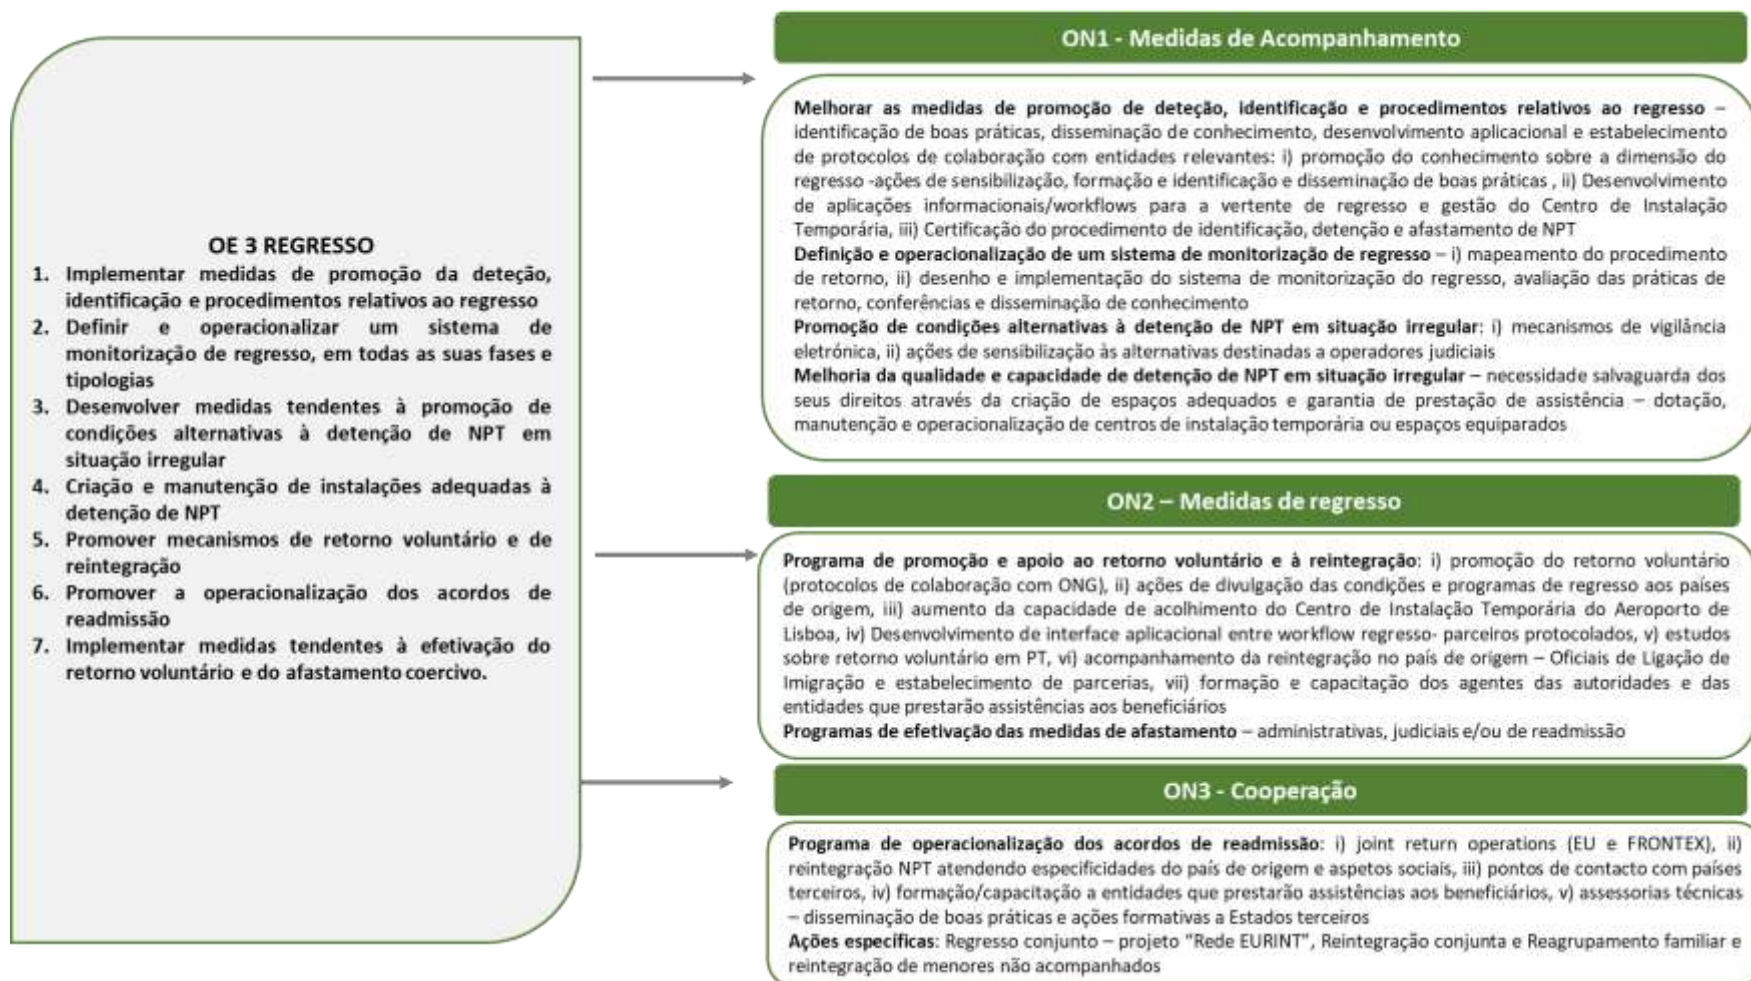 OE 3 REGRESSO
1. Implementar medidas de promoção da deteção,
identificação e procedimentos relativos ao regresso
2. Definir e operacionalizar um sistema de
monitorização de regresso, em todas as suas fases e
tipologias
3. Desenvolver medidas tendentes à promoção de
condições alternativas à detenção de NPT em
situação irregular
4. Criação e manutenção de instalações adequadas à
detenção de NPT
5. Promover mecanismos de retorno voluntário e de
reintegração
6. Promover a operacionalização dos acordos de
readmissão
7. Implementar medidas tendentes à efetivação do
retorno voluntário e do afastamento coercivo.
ON1 - Medidas de Acompanhamento
Melhorar as medidas de promoção de deteção, identificação e procedimentos relativos ao regresso –
identificação de boas práticas, disseminação de conhecimento, desenvolvimento aplicacional e estabelecimento
de protocolos de colaboração com entidades relevantes: i) promoção do conhecimento sobre a dimensão do
regresso -ações de sensibilização, formação e identificação e disseminação de boas práticas , ii) Desenvolvimento
de aplicações informacionais/workflows para a vertente de regresso e gestão do Centro de Instalação
Temporária, iii) Certificação do procedimento de identificação, detenção e afastamento de NPT
Definição e operacionalização de um sistema de monitorização de regresso – i) mapeamento do procedimento
de retorno, ii) desenho e implementação do sistema de monitorização do regresso, avaliação das práticas de
retorno, conferências e disseminação de conhecimento
Promoção de condições alternativas à detenção de NPT em situação irregular: i) mecanismos de vigilância
eletrónica, ii) ações de sensibilização às alternativas destinadas a operadores judiciais
Melhoria da qualidade e capacidade de detenção de NPT em situação irregular – necessidade salvaguarda dos
seus direitos através da criação de espaços adequados e garantia de prestação de assistência – dotação,
manutenção e operacionalização de centros de instalação temporária ou espaços equiparados
ON2 – Medidas de regresso
Programa de promoção e apoio ao retorno voluntário e à reintegração: i) promoção do retorno voluntário
(protocolos de colaboração com ONG), ii) ações de divulgação das condições e programas de regresso aos países
de origem, iii) aumento da capacidade de acolhimento do Centro de Instalação Temporária do Aeroporto de
Lisboa, iv) Desenvolvimento de interface aplicacional entre workflow regresso- parceiros protocolados, v) estudos
sobre retorno voluntário em PT, vi) acompanhamento da reintegração no país de origem – Oficiais de Ligação de
Imigração e estabelecimento de parcerias, vii) formação e capacitação dos agentes das autoridades e das
entidades que prestarão assistências aos beneficiários
Programas de efetivação das medidas de afastamento – administrativas, judiciais e/ou de readmissão
ON3 - Cooperação
Programa de operacionalização dos acordos de readmissão: i) joint return operations (EU e FRONTEX), ii)
reintegração NPT atendendo especificidades do país de origem e aspetos sociais, iii) pontos de contacto com países
terceiros, iv) formação/capacitação a entidades que prestarão assistências aos beneficiários, v) assessorias técnicas
– disseminação de boas práticas e ações formativas a Estados terceiros
Ações específicas: Regresso conjunto – projeto “Rede EURINT”, Reintegração conjunta e Reagrupamento familiar e
reintegração de menores não acompanhados